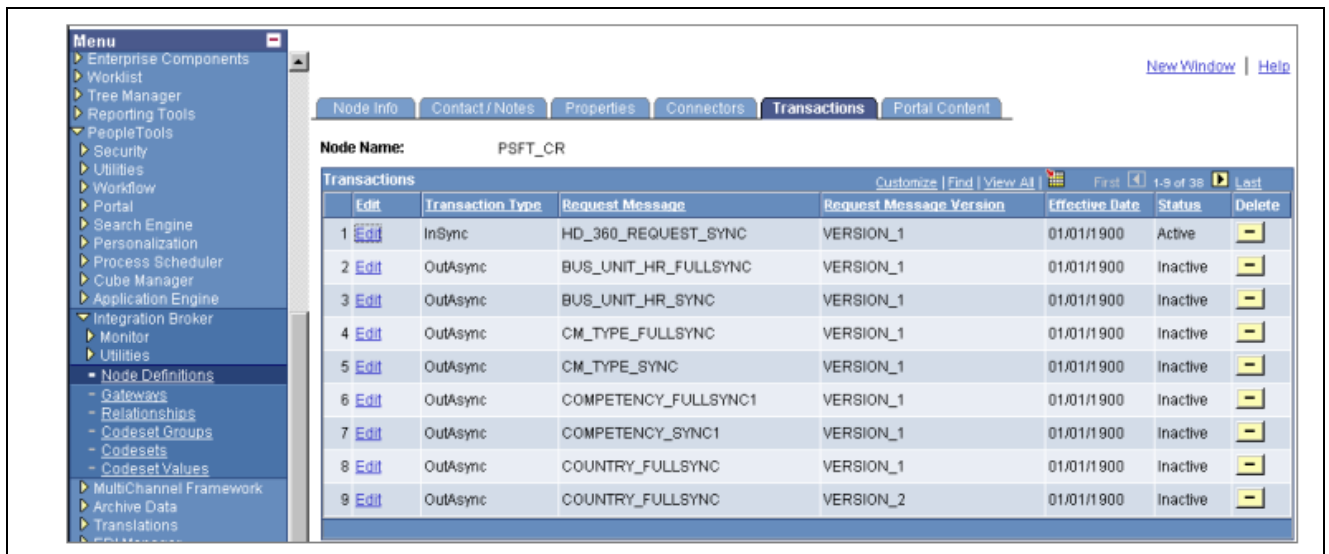 Menu
Enterprise Components
Worklist
Tree Manager
Reporting Tools
PeopleTools
Security
Utilities
Workflow
Portal
Search Engine
Personalization
Process Scheduler
Cube Manager
Application Engine
Integration Broker
Monitor
Utilities
Node Definitions
Gateways
Relationships
Codeset Groups
Codesets
Codeset Values
MultiChannel Framework
Archive Data
Translations
EDI Manager
New Window | Help
Node Info Contact / Notes Properties Connectors Transactions Portal Content
Node Name: PSFT_CR
Transactions Customize | Find | View All | First 1-9 of 38 Last
Edit Transaction Type Request Message Request Message Version Effective Date Status Delete
1 Edit InSync HD_360_REQUEST_SYNC VERSION_1 01/01/1900 Active
2 Edit OutAsync BUS_UNIT_HR_FULLSYNC VERSION_1 01/01/1900 Inactive
3 Edit OutAsync BUS_UNIT_HR_SYNC VERSION_1 01/01/1900 Inactive
4 Edit OutAsync CM_TYPE_FULLSYNC VERSION_1 01/01/1900 Inactive
5 Edit OutAsync CM_TYPE_SYNC VERSION_1 01/01/1900 Inactive
6 Edit OutAsync COMPETENCY_FULLSYNC1 VERSION_1 01/01/1900 Inactive
7 Edit OutAsync COMPETENCY_SYNC1 VERSION_1 01/01/1900 Inactive
8 Edit OutAsync COUNTRY_FULLSYNC VERSION_1 01/01/1900 Inactive
9 Edit OutAsync COUNTRY_FULLSYNC VERSION_2 01/01/1900 Inactive